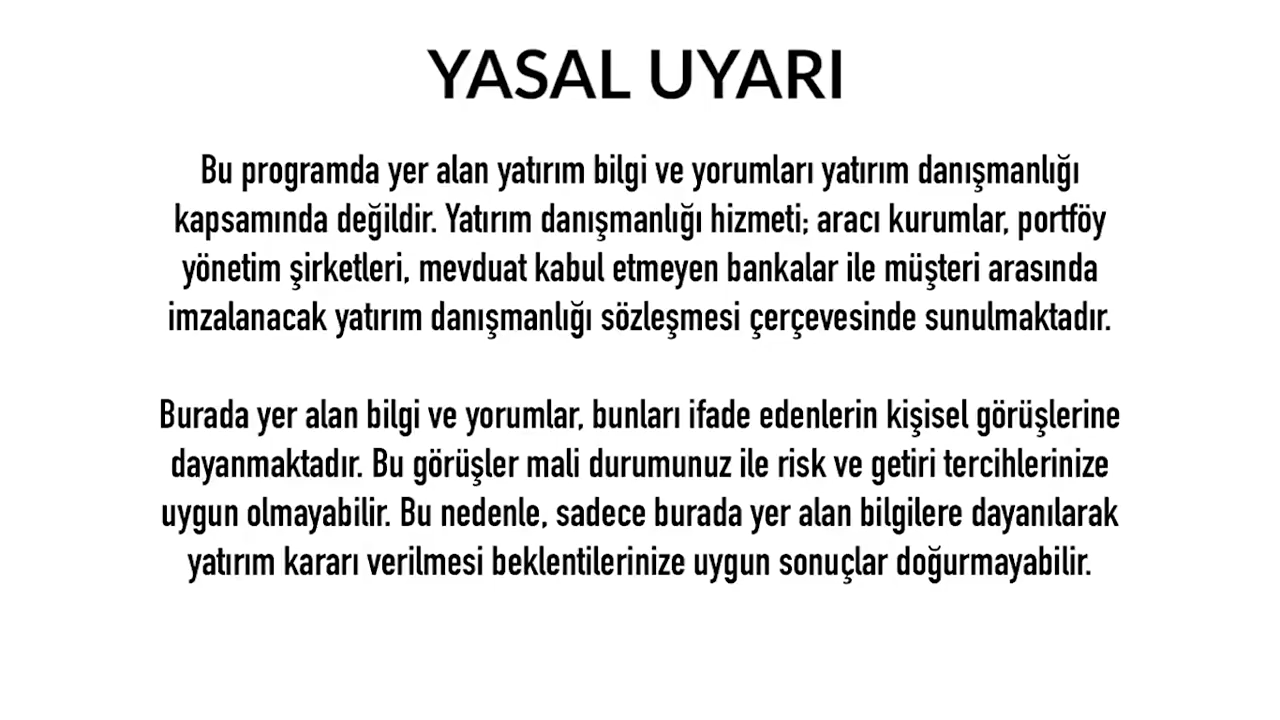 YASAL UYARI
Bu programda yer alan yatırım bilgi ve yorumları yatırım danışmanlığı
kapsamında değildir. Yatırım danışmanlığı hizmeti; aracı kurumlar, portföy
yönetim şirketleri, mevduat kabul etmeyen bankalar ile müşteri arasında
imzalanacak yatırım danışmanlığı sözleşmesi çerçevesinde sunulmaktadır.
Burada yer alan bilgi ve yorumlar, bunları ifade edenlerin kişisel görüşlerine
dayanmaktadır. Bu görüşler mali durumunuz ile risk ve getiri tercihlerinize
uygun olmayabilir. Bu nedenle, sadece burada yer alan bilgilere dayanılarak
yatırım kararı verilmesi beklentilerinize uygun sonuçlar doğurmayabilir.